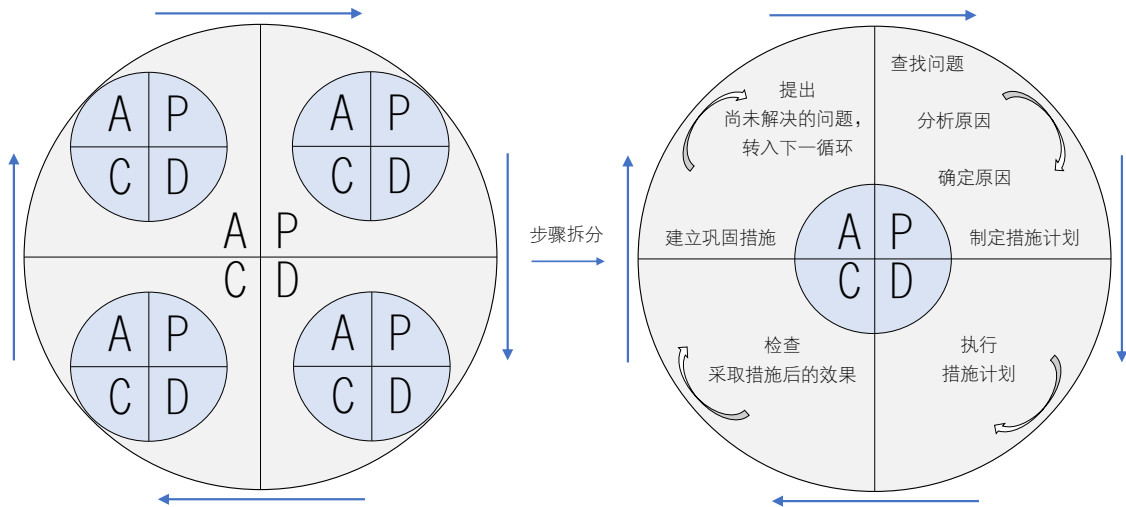 A P
C D
A P
C D
A P
C D
A P
C D
A P
C D
步骤拆分
查找问题
分析原因
确定原因
制定措施计划
提出
尚未解决的问题，
转入下一循环
建立巩固措施
A P
C D
检查
采取措施后的效果
执行
措施计划